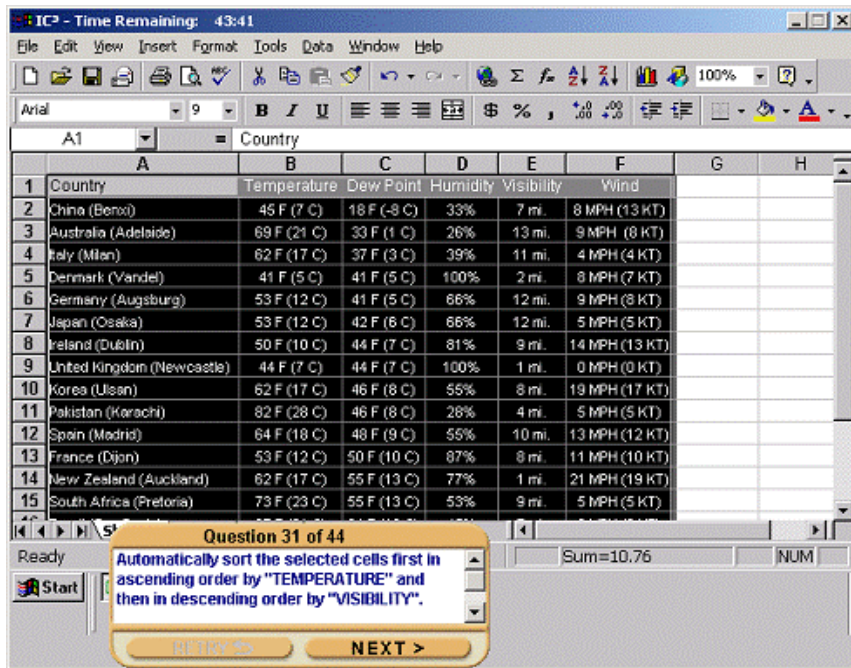 IC³ - Time Remaining: 43:41
File Edit View Insert Format Tools Data Window Help
100%
Arial 9 B I U $ % ,
A1 = Country
A B C D E F G H
1 Country Temperature Dew Point Humidity Visibility Wind
2 China (Benxi) 45 F (7 C) 18 F (-8 C) 33% 7 mi. 8 MPH (13 KT)
3 Australia (Adelaide) 69 F (21 C) 33 F (1 C) 26% 13 mi. 9 MPH (8 KT)
4 Italy (Milan) 62 F (17 C) 37 F (3 C) 39% 11 mi. 4 MPH (4 KT)
5 Denmark (Vandel) 41 F (5 C) 41 F (5 C) 100% 2 mi. 8 MPH (7 KT)
6 Germany (Augsburg) 53 F (12 C) 41 F (5 C) 66% 12 mi. 9 MPH (8 KT)
7 Japan (Osaka) 53 F (12 C) 42 F (6 C) 66% 12 mi. 5 MPH (5 KT)
8 Ireland (Dublin) 50 F (10 C) 44 F (7 C) 81% 9 mi. 14 MPH (13 KT)
9 United Kingdom (Newcastle) 44 F (7 C) 44 F (7 C) 100% 1 mi. 0 MPH (0 KT)
10 Korea (Ulsan) 62 F (17 C) 46 F (8 C) 55% 8 mi. 19 MPH (17 KT)
11 Pakistan (Karachi) 82 F (28 C) 46 F (8 C) 28% 4 mi. 5 MPH (5 KT)
12 Spain (Madrid) 64 F (18 C) 48 F (9 C) 55% 10 mi. 13 MPH (12 KT)
13 France (Dijon) 53 F (12 C) 50 F (10 C) 87% 8 mi. 11 MPH (10 KT)
14 New Zealand (Auckland) 62 F (17 C) 55 F (13 C) 77% 1 mi. 21 MPH (19 KT)
15 South Africa (Pretoria) 73 F (23 C) 55 F (13 C) 53% 9 mi. 5 MPH (5 KT)
Question 31 of 44
Ready Sum=10.76 NUM
Automatically sort the selected cells first in
ascending order by "TEMPERATURE" and
then in descending order by "VISIBILITY".
Start
RETRY NEXT >